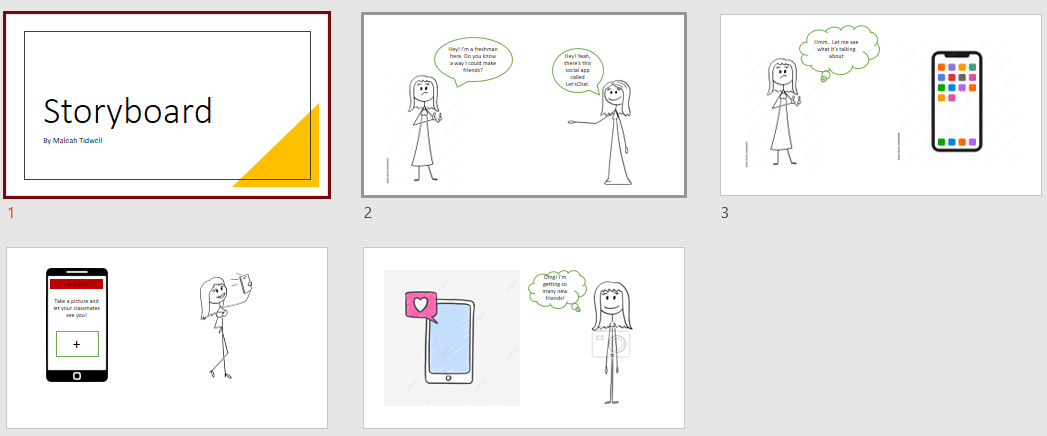 Storyboard
By Maleah Tidwell
1
Hey! I'm a freshman
here. Do you know
a way I could make
friends?
Hey! Yeah,
there's this
social app
called
Let'sChat.
2
Hmm.. Let me see
what it's talking
about
3
Take a picture and
let your classmates
see you!
+
Omg! I'm
getting so
many new
friends!